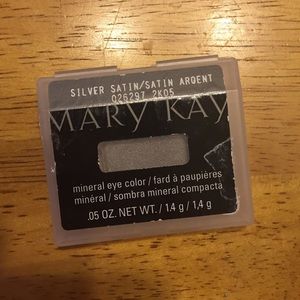 SILVER SATIN/SATIN ARGENT
026297 2K05
MARY KAY
mineral eye color / fard à paupières
minéral / sombra mineral compacta
.05 OZ. NET WT. / 1,4 g / 1,4g